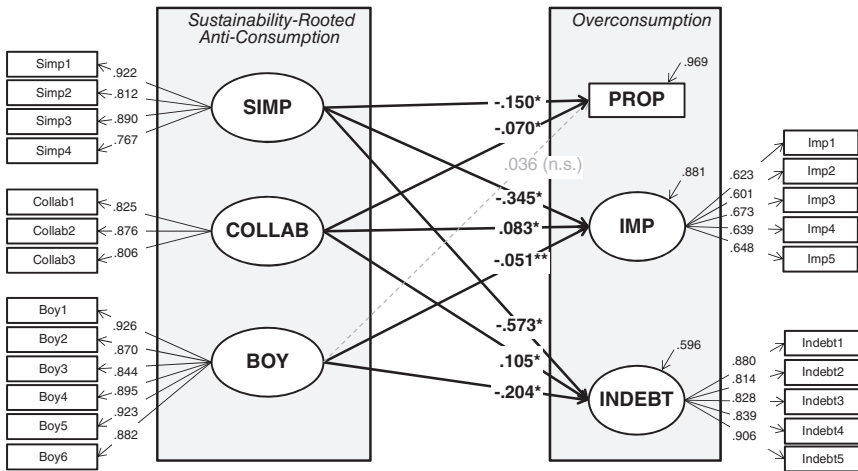 Sustainability-Rooted
Anti-Consumption
Overconsumption
Simp1
Simp2
Simp3
Simp4
.922
.812
.890
.767
SIMP
Collab1
Collab2
Collab3
.825
.876
.806
COLLAB
Boy1
Boy2
Boy3
Boy4
Boy5
Boy6
.926
.870
.844
.895
.923
.882
BOY
-.150*
-.070*
.036 (n.s.)
-.345*
.083*
-.051**
-.573*
.105*
-.204*
.969
PROP
.881
IMP
.623
.601
.673
.639
.648
Imp1
Imp2
Imp3
Imp4
Imp5
.596
INDEBT
.880
.814
.828
.839
.906
Indebt1
Indebt2
Indebt3
Indebt4
Indebt5